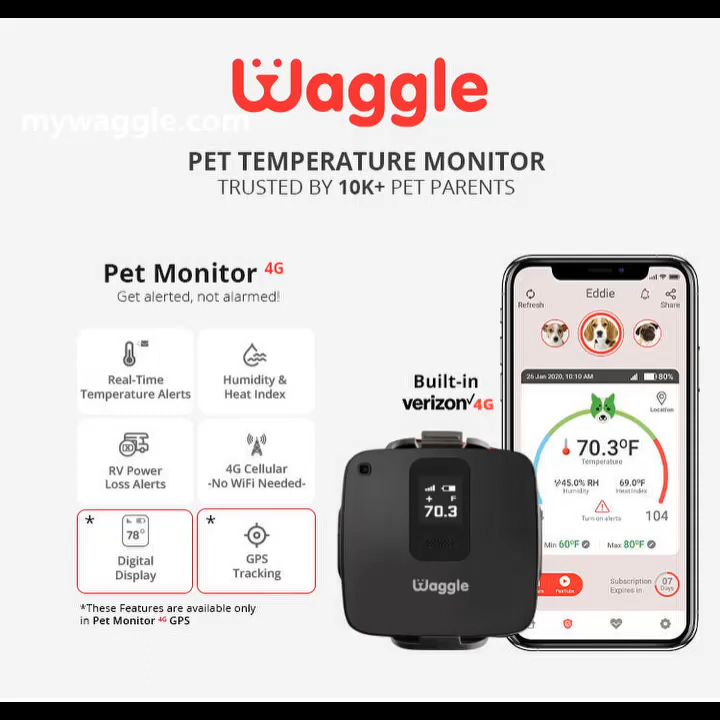 Waggle
mywaggle.com
PET TEMPERATURE MONITOR
TRUSTED BY 10K+ PET PARENTS
Pet Monitor 4G
Get alerted, not alarmed!
Real-Time
Temperature Alerts
Humidity &
Heat Index
RV Power
Loss Alerts
4G Cellular
-No WiFi Needed-
*
78°
Digital
Display
*
GPS
Tracking
*These Features are available only
in Pet Monitor 4G GPS
Built-in
verizon✓4G
+ F
70.3
Waggle
Eddie
Refresh
Share
26 Jan 2020, 10:10 AM
80%
Location
70.3ºF
Temperature
45.0% RH
Humidity
69.0ºF
Heat Index
Turn on alerts
104
Min 60ºF
Max 80ºF
Subscription
Expires in
07
Days